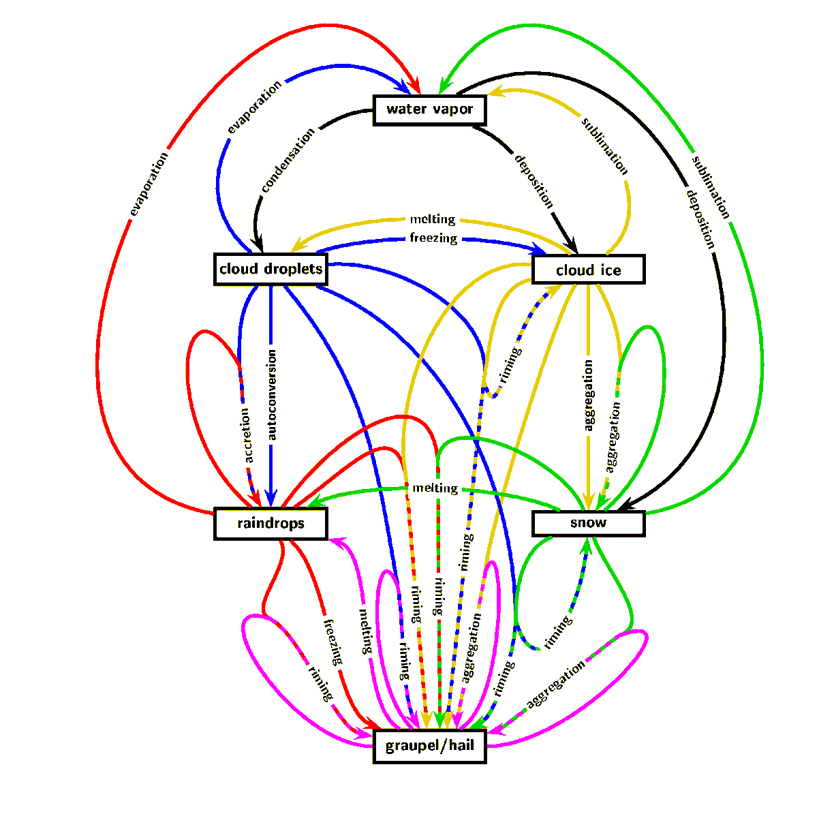 water vapor
evaporation
evaporation
condensation
deposition
sublimation
sublimation
deposition
melting
freezing
cloud droplets
cloud ice
riming
autoconversion
aggregation
accretion
aggregation
melting
raindrops
snow
riming
riming
riming
freezing
melting
riming
aggregation
riming
riming
riming
aggregation
graupel/hail